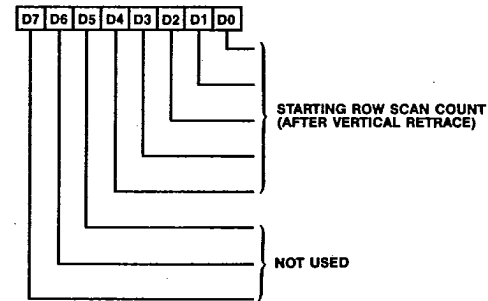 D7 D6 D5 D4 D3 D2 D1 D0
STARTING ROW SCAN COUNT
(AFTER VERTICAL RETRACE)
NOT USED